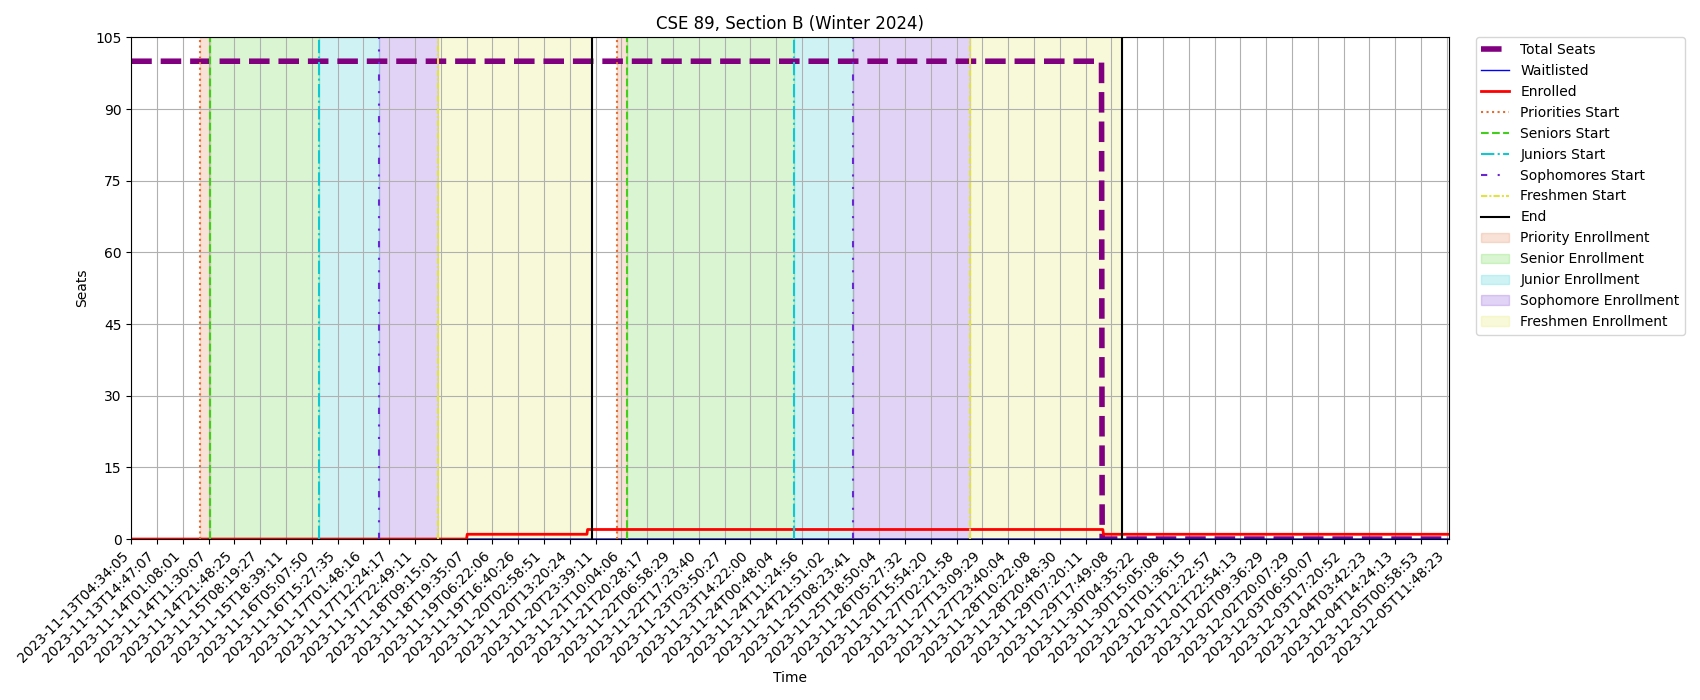 CSE 89, Section B (Winter 2024)
105
90
75
60
45
30
15
0
Seats
2023-11-13T04:34:05
2023-11-13T14:47:07
2023-11-14T01:08:01
2023-11-14T11:30:07
2023-11-14T21:48:25
2023-11-15T08:19:27
2023-11-15T18:39:11
2023-11-16T05:07:50
2023-11-16T15:27:35
2023-11-17T01:48:16
2023-11-17T12:24:17
2023-11-17T22:49:11
2023-11-18T09:15:01
2023-11-18T19:35:07
2023-11-19T06:22:06
2023-11-19T16:40:26
2023-11-20T02:58:51
2023-11-20T13:20:24
2023-11-20T23:39:11
2023-11-21T10:04:06
2023-11-21T20:28:17
2023-11-22T06:58:29
2023-11-22T17:23:40
2023-11-23T03:50:27
2023-11-23T14:22:00
2023-11-24T00:48:04
2023-11-24T11:24:56
2023-11-24T21:51:02
2023-11-25T08:23:41
2023-11-25T18:50:04
2023-11-26T05:27:32
2023-11-26T15:54:20
2023-11-27T02:21:58
2023-11-27T13:09:29
2023-11-27T23:40:04
2023-11-28T10:22:08
2023-11-28T20:48:30
2023-11-29T07:20:11
2023-11-29T17:49:08
2023-11-30T04:35:22
2023-11-30T15:05:08
2023-12-01T01:36:15
2023-12-01T12:22:57
2023-12-01T22:54:13
2023-12-02T09:36:29
2023-12-02T20:07:29
2023-12-03T06:50:07
2023-12-03T17:20:52
2023-12-04T03:42:23
2023-12-04T14:24:13
2023-12-05T00:58:53
2023-12-05T11:48:23
Time
Total Seats
Waitlisted
Enrolled
Priorities Start
Seniors Start
Juniors Start
Sophomores Start
Freshmen Start
End
Priority Enrollment
Senior Enrollment
Junior Enrollment
Sophomore Enrollment
Freshmen Enrollment